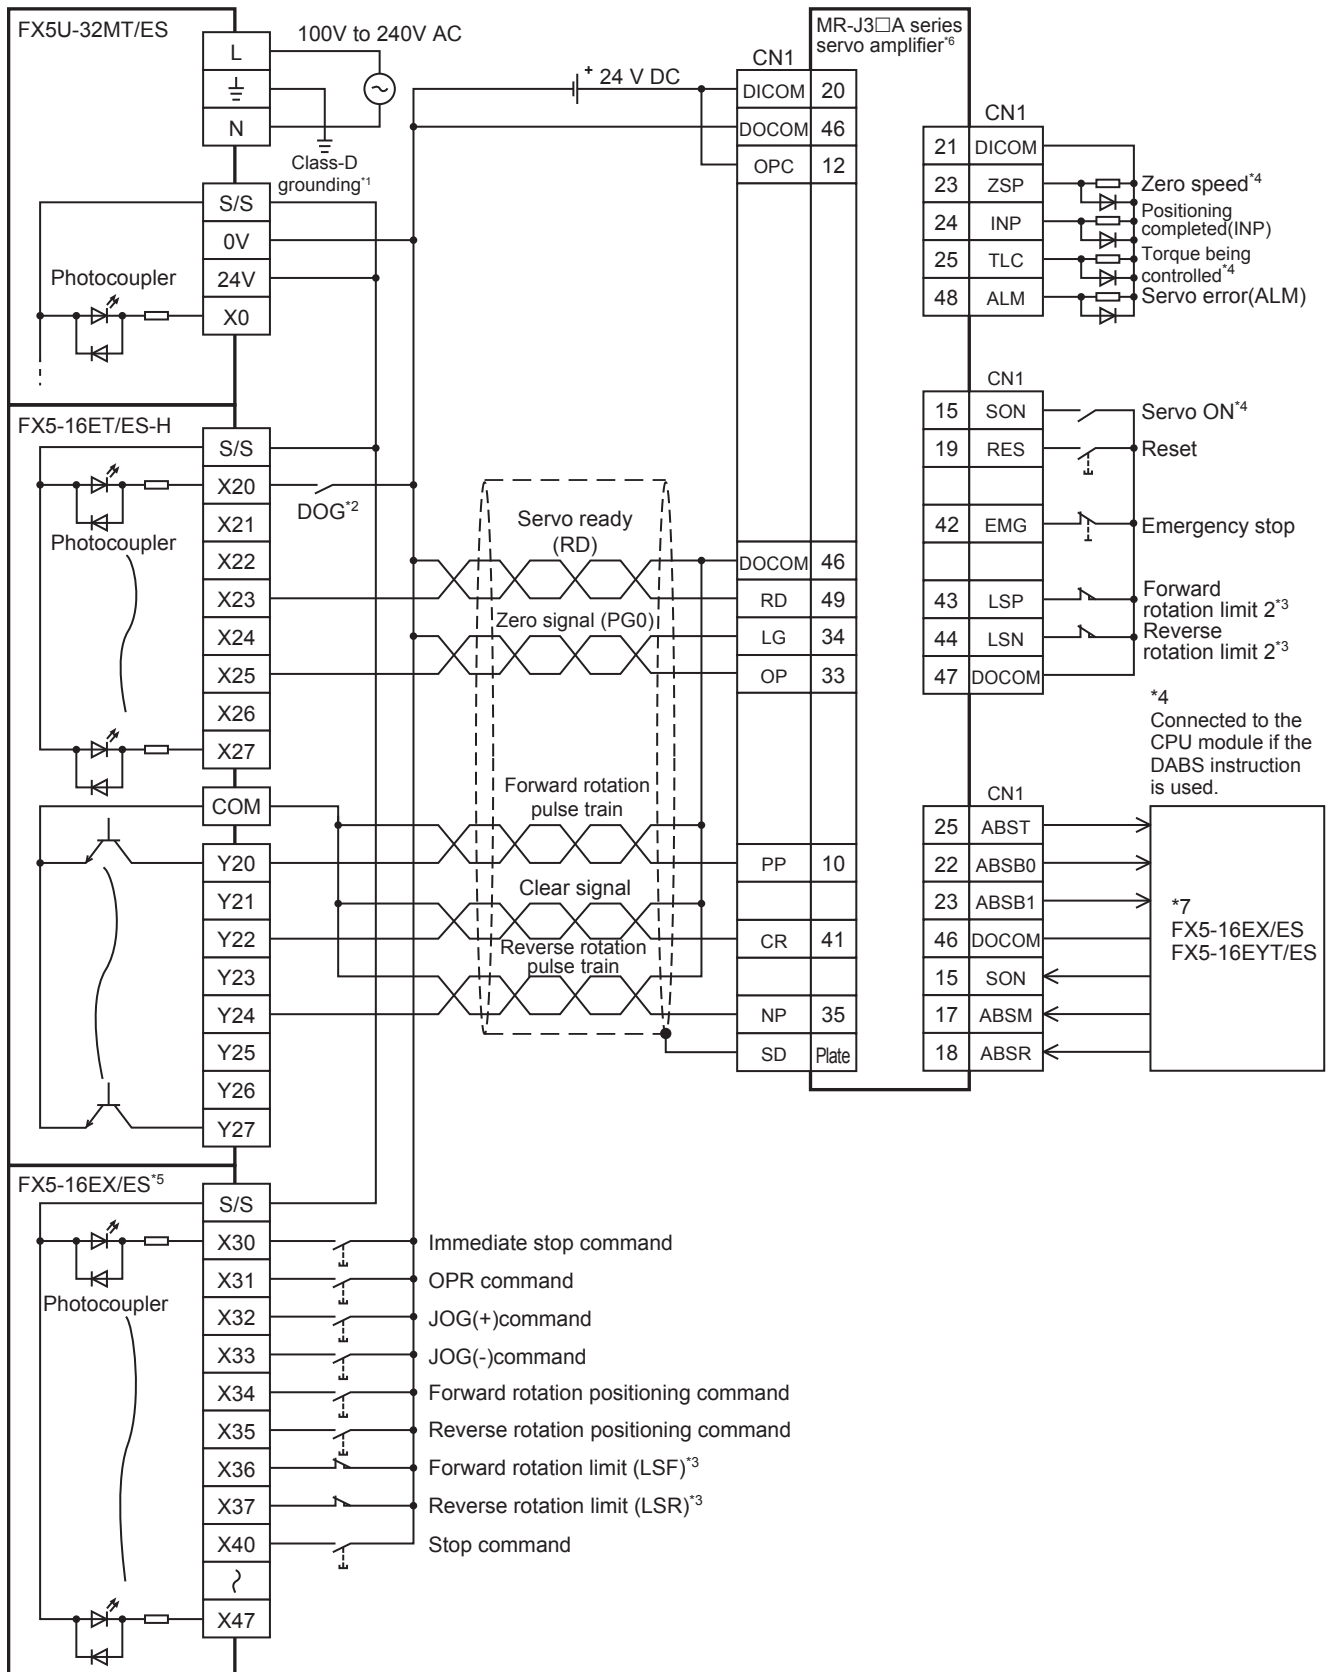 FX5U-32MT/ES
L
N
100V to 240V AC
Class-D
grounding*1
S/S
0V
24V
X0
Photocoupler
+ 24 V DC
MR-J3□A series
servo amplifier*6
CN1
DICOM 20
DOCOM 46
OPC 12
CN1
21 DICOM
23 ZSP Zero speed*4
24 INP Positioning
completed(INP)
25 TLC Torque being
controlled*4
48 ALM Servo error(ALM)
CN1
15 SON Servo ON*4
19 RES Reset
42 EMG Emergency stop
43 LSP Forward
rotation limit 2*3
44 LSN Reverse
rotation limit 2*3
47 DOCOM
FX5-16ET/ES-H
S/S
X20
X21
X22
X23
X24
X25
X26
X27
Photocoupler
DOG*2
Servo ready
(RD)
Zero signal (PG0)
DOCOM 46
RD 49
LG 34
OP 33
COM
Y20
Y21
Y22
Y23
Y24
Y25
Y26
Y27
Forward rotation
pulse train
Clear signal
Reverse rotation
pulse train
PP 10
CR 41
NP 35
SD Plate
*4
Connected to the
CPU module if the
DABS instruction
is used.
CN1
25 ABST
22 ABSB0
23 ABSB1
46 DOCOM
15 SON
17 ABSM
18 ABSR
*7
FX5-16EX/ES
FX5-16EYT/ES
FX5-16EX/ES*5
S/S
Photocoupler
X30 Immediate stop command
X31 OPR command
X32 JOG(+)command
X33 JOG(-)command
X34 Forward rotation positioning command
X35 Reverse rotation positioning command
X36 Forward rotation limit (LSF)*3
X37 Reverse rotation limit (LSR)*3
X40 Stop command
X47